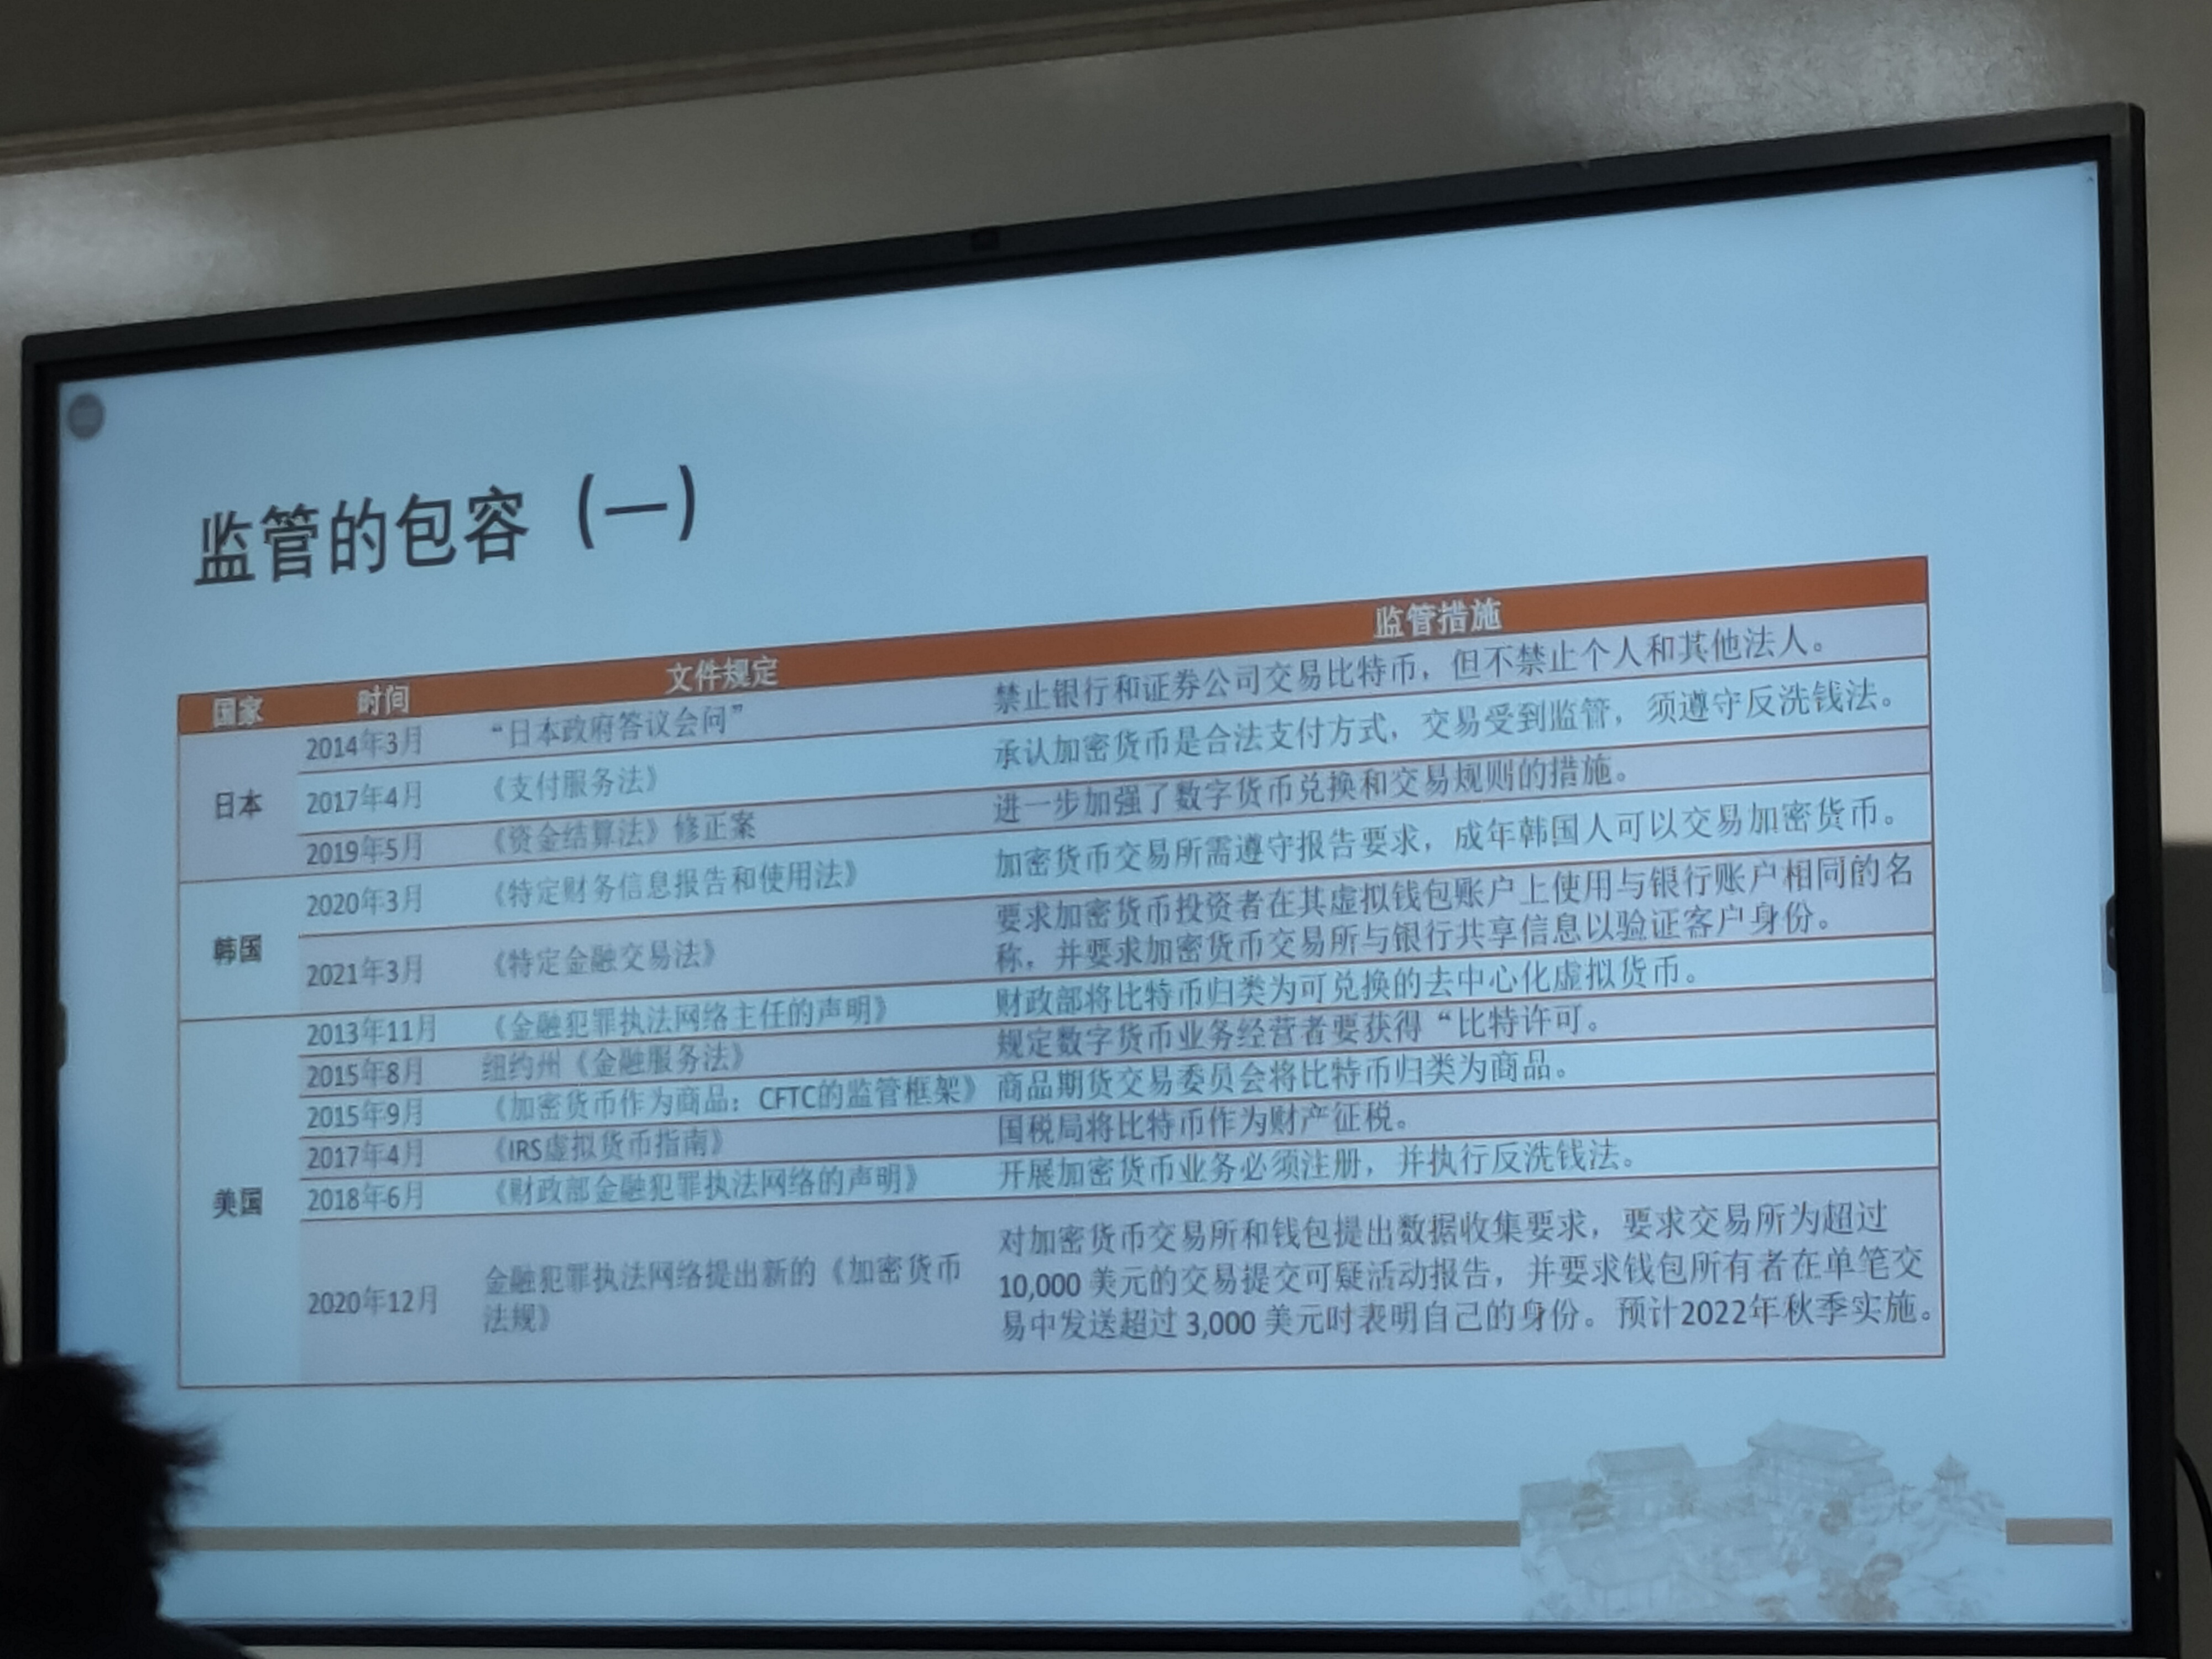 监管的包容（一）
国家 时间 文件规定 监管措施
日本
2014年3月 “日本政府答议会问” 禁止银行和证券公司交易比特币，但不禁止个人和其他法人。
2017年4月 《支付服务法》 承认加密货币是合法支付方式，交易受到监管，须遵守反洗钱法。
2019年5月 《资金结算法》修正案 进一步加强了数字货币兑换和交易规则的措施。
韩国
2020年3月 《特定财务信息报告和使用法》 加密货币交易所需遵守报告要求，成年韩国人可以交易加密货币。
2021年3月 《特定金融交易法》 要求加密货币投资者在其虚拟钱包账户上使用与银行账户相同的名
称，并要求加密货币交易所与银行共享信息以验证客户身份。
美国
2013年11月 《金融犯罪执法网络主任的声明》 财政部将比特币归类为可兑换的去中心化虚拟货币。
2015年8月 纽约州《金融服务法》 规定数字货币业务经营者要获得“比特许可。
2015年9月 《加密货币作为商品：CFTC的监管框架》 商品期货交易委员会将比特币归类为商品。
2017年4月 《IRS虚拟货币指南》 国税局将比特币作为财产征税。
2018年6月 《财政部金融犯罪执法网络的声明》 开展加密货币业务必须注册，并执行反洗钱法。
2020年12月 金融犯罪执法网络提出新的《加密货币
法规》
对加密货币交易所和钱包提出数据收集要求，要求交易所为超过
10,000 美元的交易提交可疑活动报告，并要求钱包所有者在单笔交
易中发送超过 3,000 美元时表明自己的身份。预计2022年秋季实施。